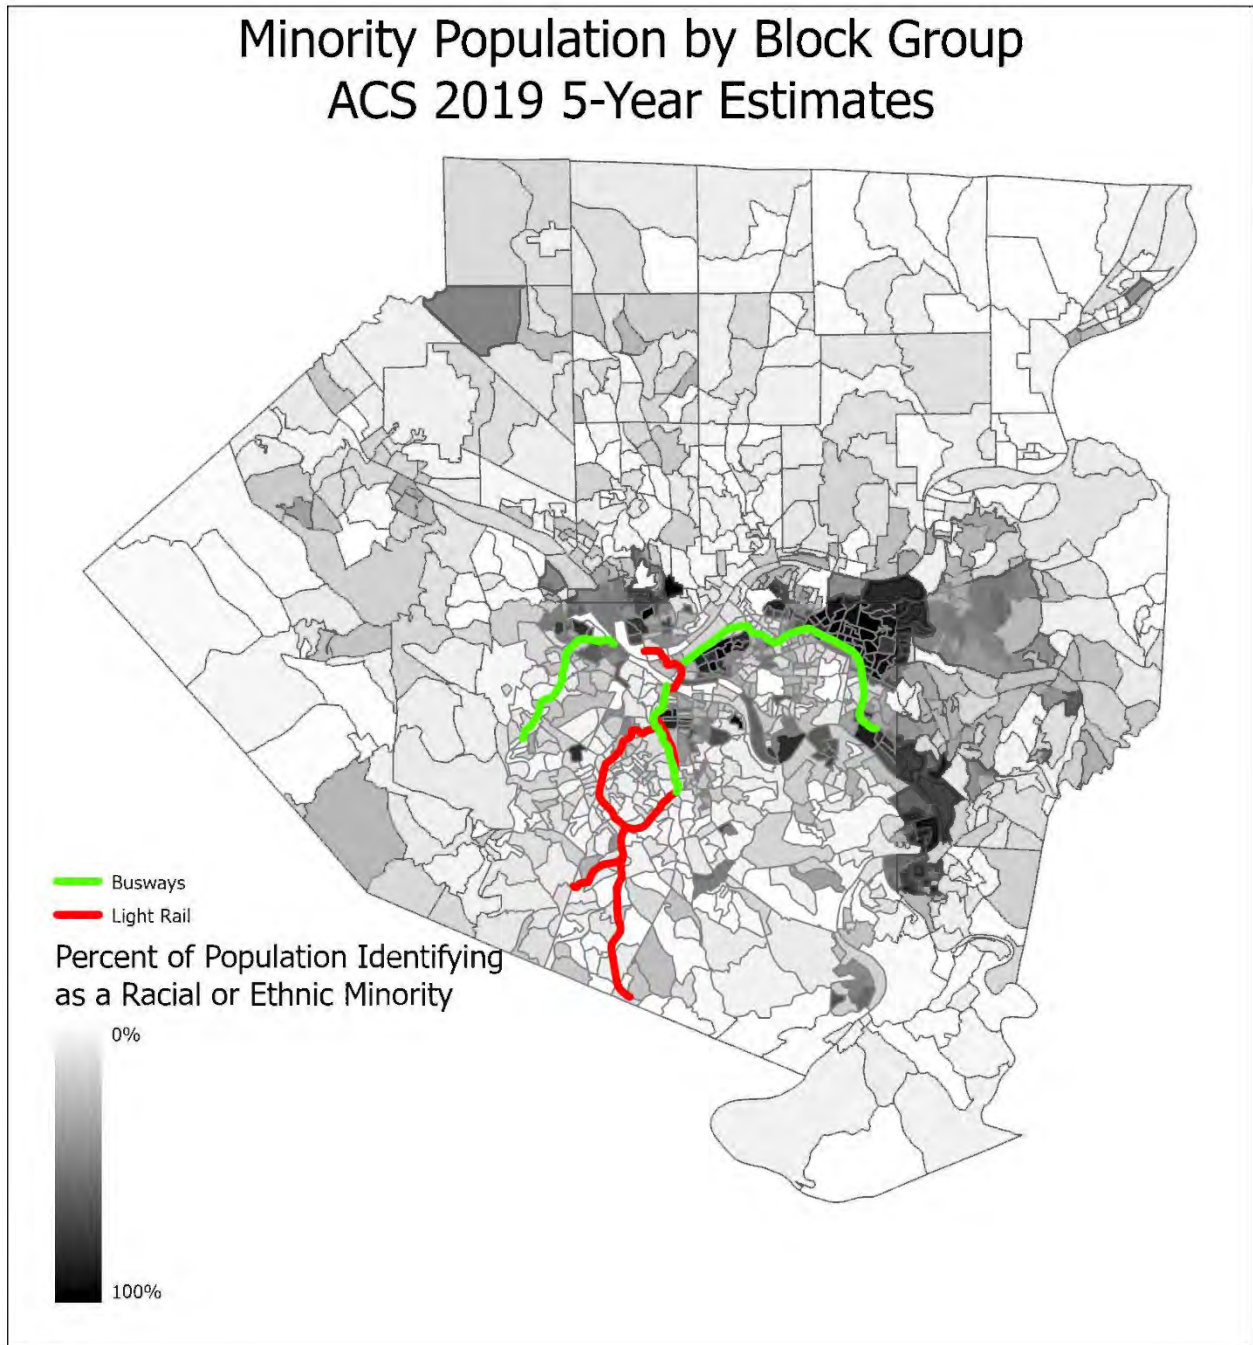 Minority Population by Block Group
ACS 2019 5-Year Estimates
Busways
Light Rail
Percent of Population Identifying
as a Racial or Ethnic Minority
0%
100%